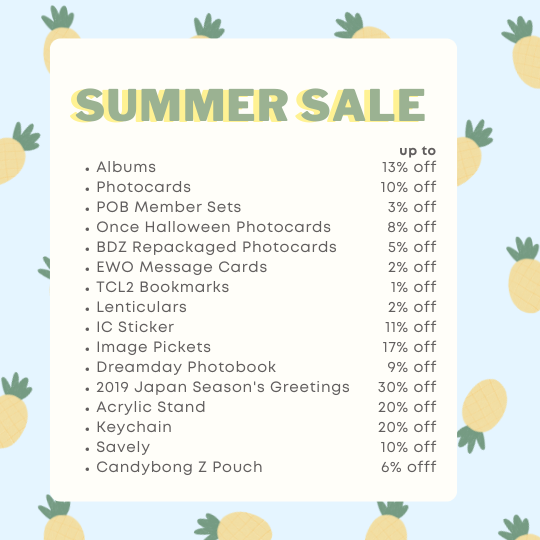 SUMMER SALE
up to
• Albums 13% off
• Photocards 10% off
• POB Member Sets 3% off
• Once Halloween Photocards 8% off
• BDZ Repackaged Photocards 5% off
• EWO Message Cards 2% off
• TCL2 Bookmarks 1% off
• Lenticulars 2% off
• IC Sticker 11% off
• Image Pickets 17% off
• Dreamday Photobook 9% off
• 2019 Japan Season's Greetings 30% off
• Acrylic Stand 20% off
• Keychain 20% off
• Savely 10% off
• Candybong Z Pouch 6% offf